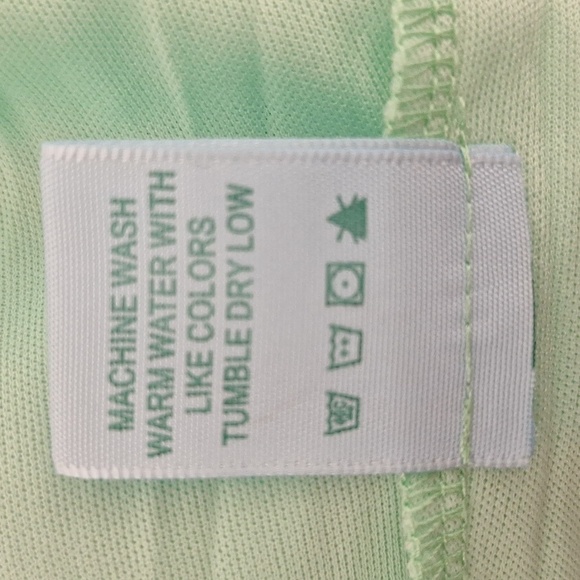 MACHINE WASH
WARM WATER WITH
LIKE COLORS
TUMBLE DRY LOW